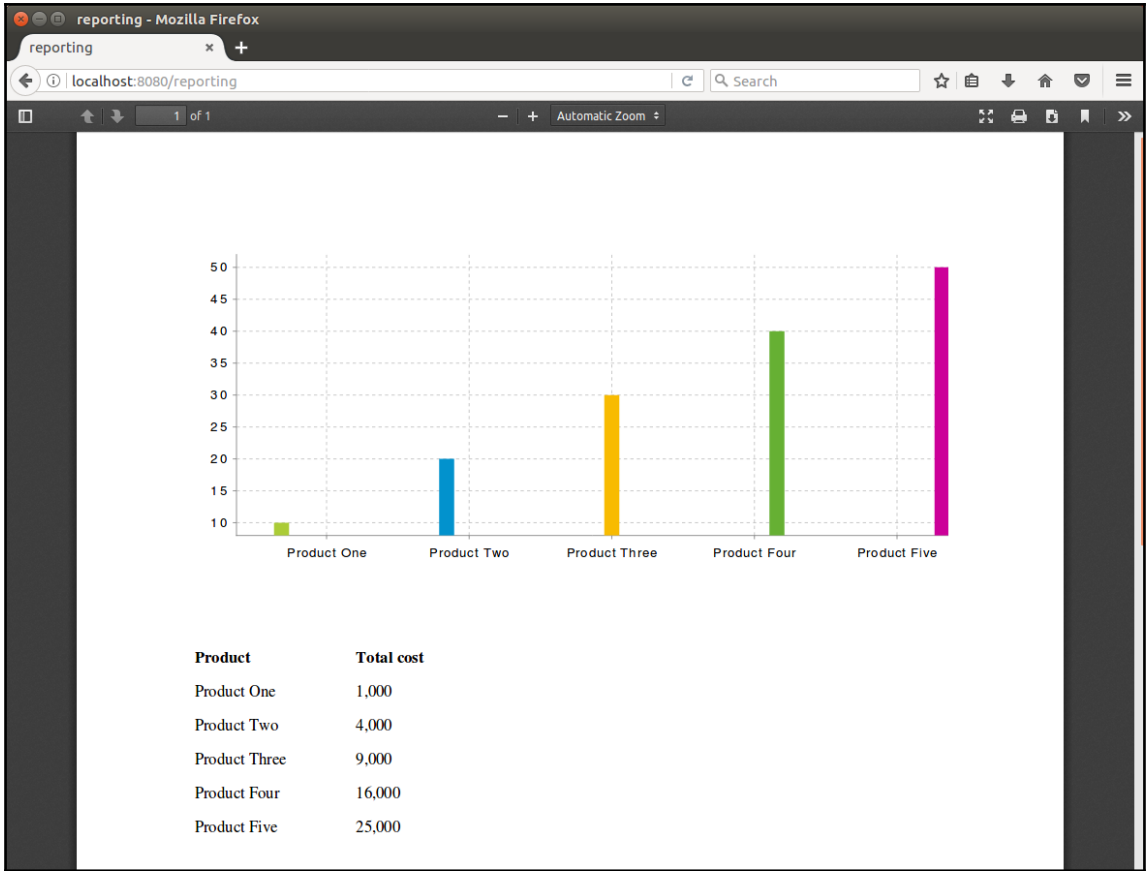 reporting - Mozilla Firefox
reporting × +
localhost:8080/reporting Search
1 of 1 − + Automatic Zoom
50
45
40
35
30
25
20
15
10
Product One Product Two Product Three Product Four Product Five
Product Total cost
Product One 1,000
Product Two 4,000
Product Three 9,000
Product Four 16,000
Product Five 25,000